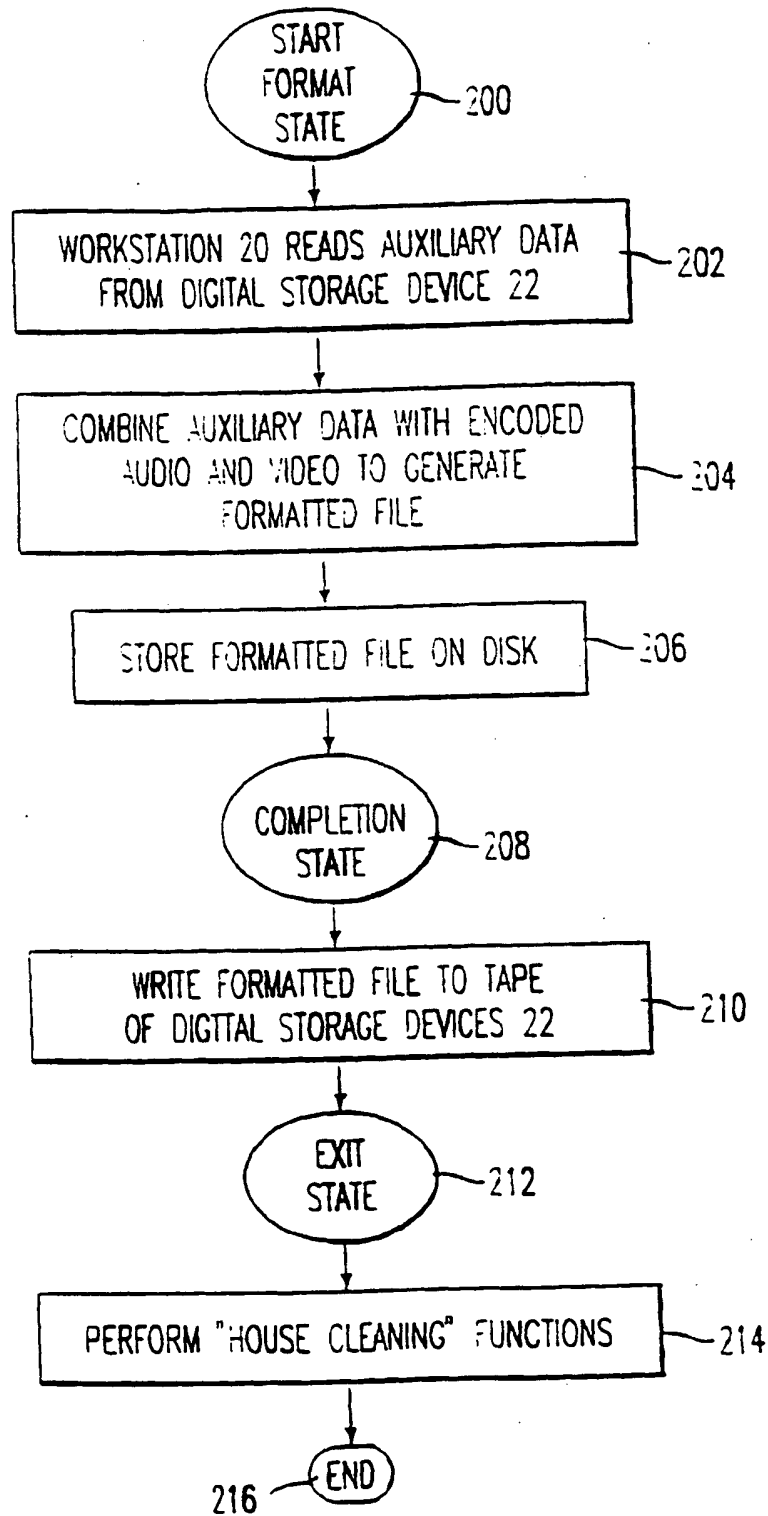 START
FORMAT
STATE
200
WORKSTATION 20 READS AUXILIARY DATA
FROM DIGITAL STORAGE DEVICE 22
202
COMBINE AUXILIARY DATA WITH ENCODED
AUDIO AND VIDEO TO GENERATE
FORMATTED FILE
204
STORE FORMATTED FILE ON DISK
206
COMPLETION
STATE
208
WRITE FORMATTED FILE TO TAPE
OF DIGTTAL STORAGE DEVICES 22
210
EXIT
STATE
212
PERFORM "HOUSE CLEANING" FUNCTIONS
214
END
216